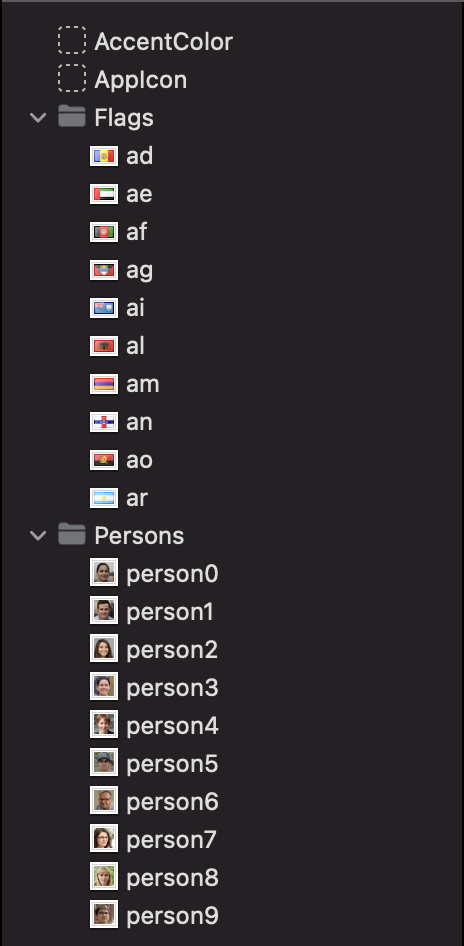 AccentColor
AppIcon
Flags
ad
ae
af
ag
ai
al
am
an
ao
ar
Persons
person0
person1
person2
person3
person4
person5
person6
person7
person8
person9